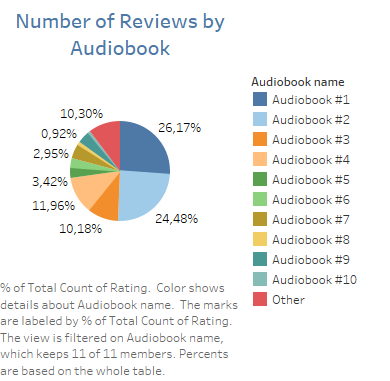 Number of Reviews by
Audiobook
Audiobook name
Audiobook #1
Audiobook #2
Audiobook #3
Audiobook #4
Audiobook #5
Audiobook #6
Audiobook #7
Audiobook #8
Audiobook #9
Audiobook #10
Other
10,30%
26,17%
0,92%
2,95%
3,42%
11,96%
10,18%
24,48%
% of Total Count of Rating. Color shows
details about Audiobook name. The marks
are labeled by % of Total Count of Rating.
The view is filtered on Audiobook name,
which keeps 11 of 11 members. Percents
are based on the whole table.